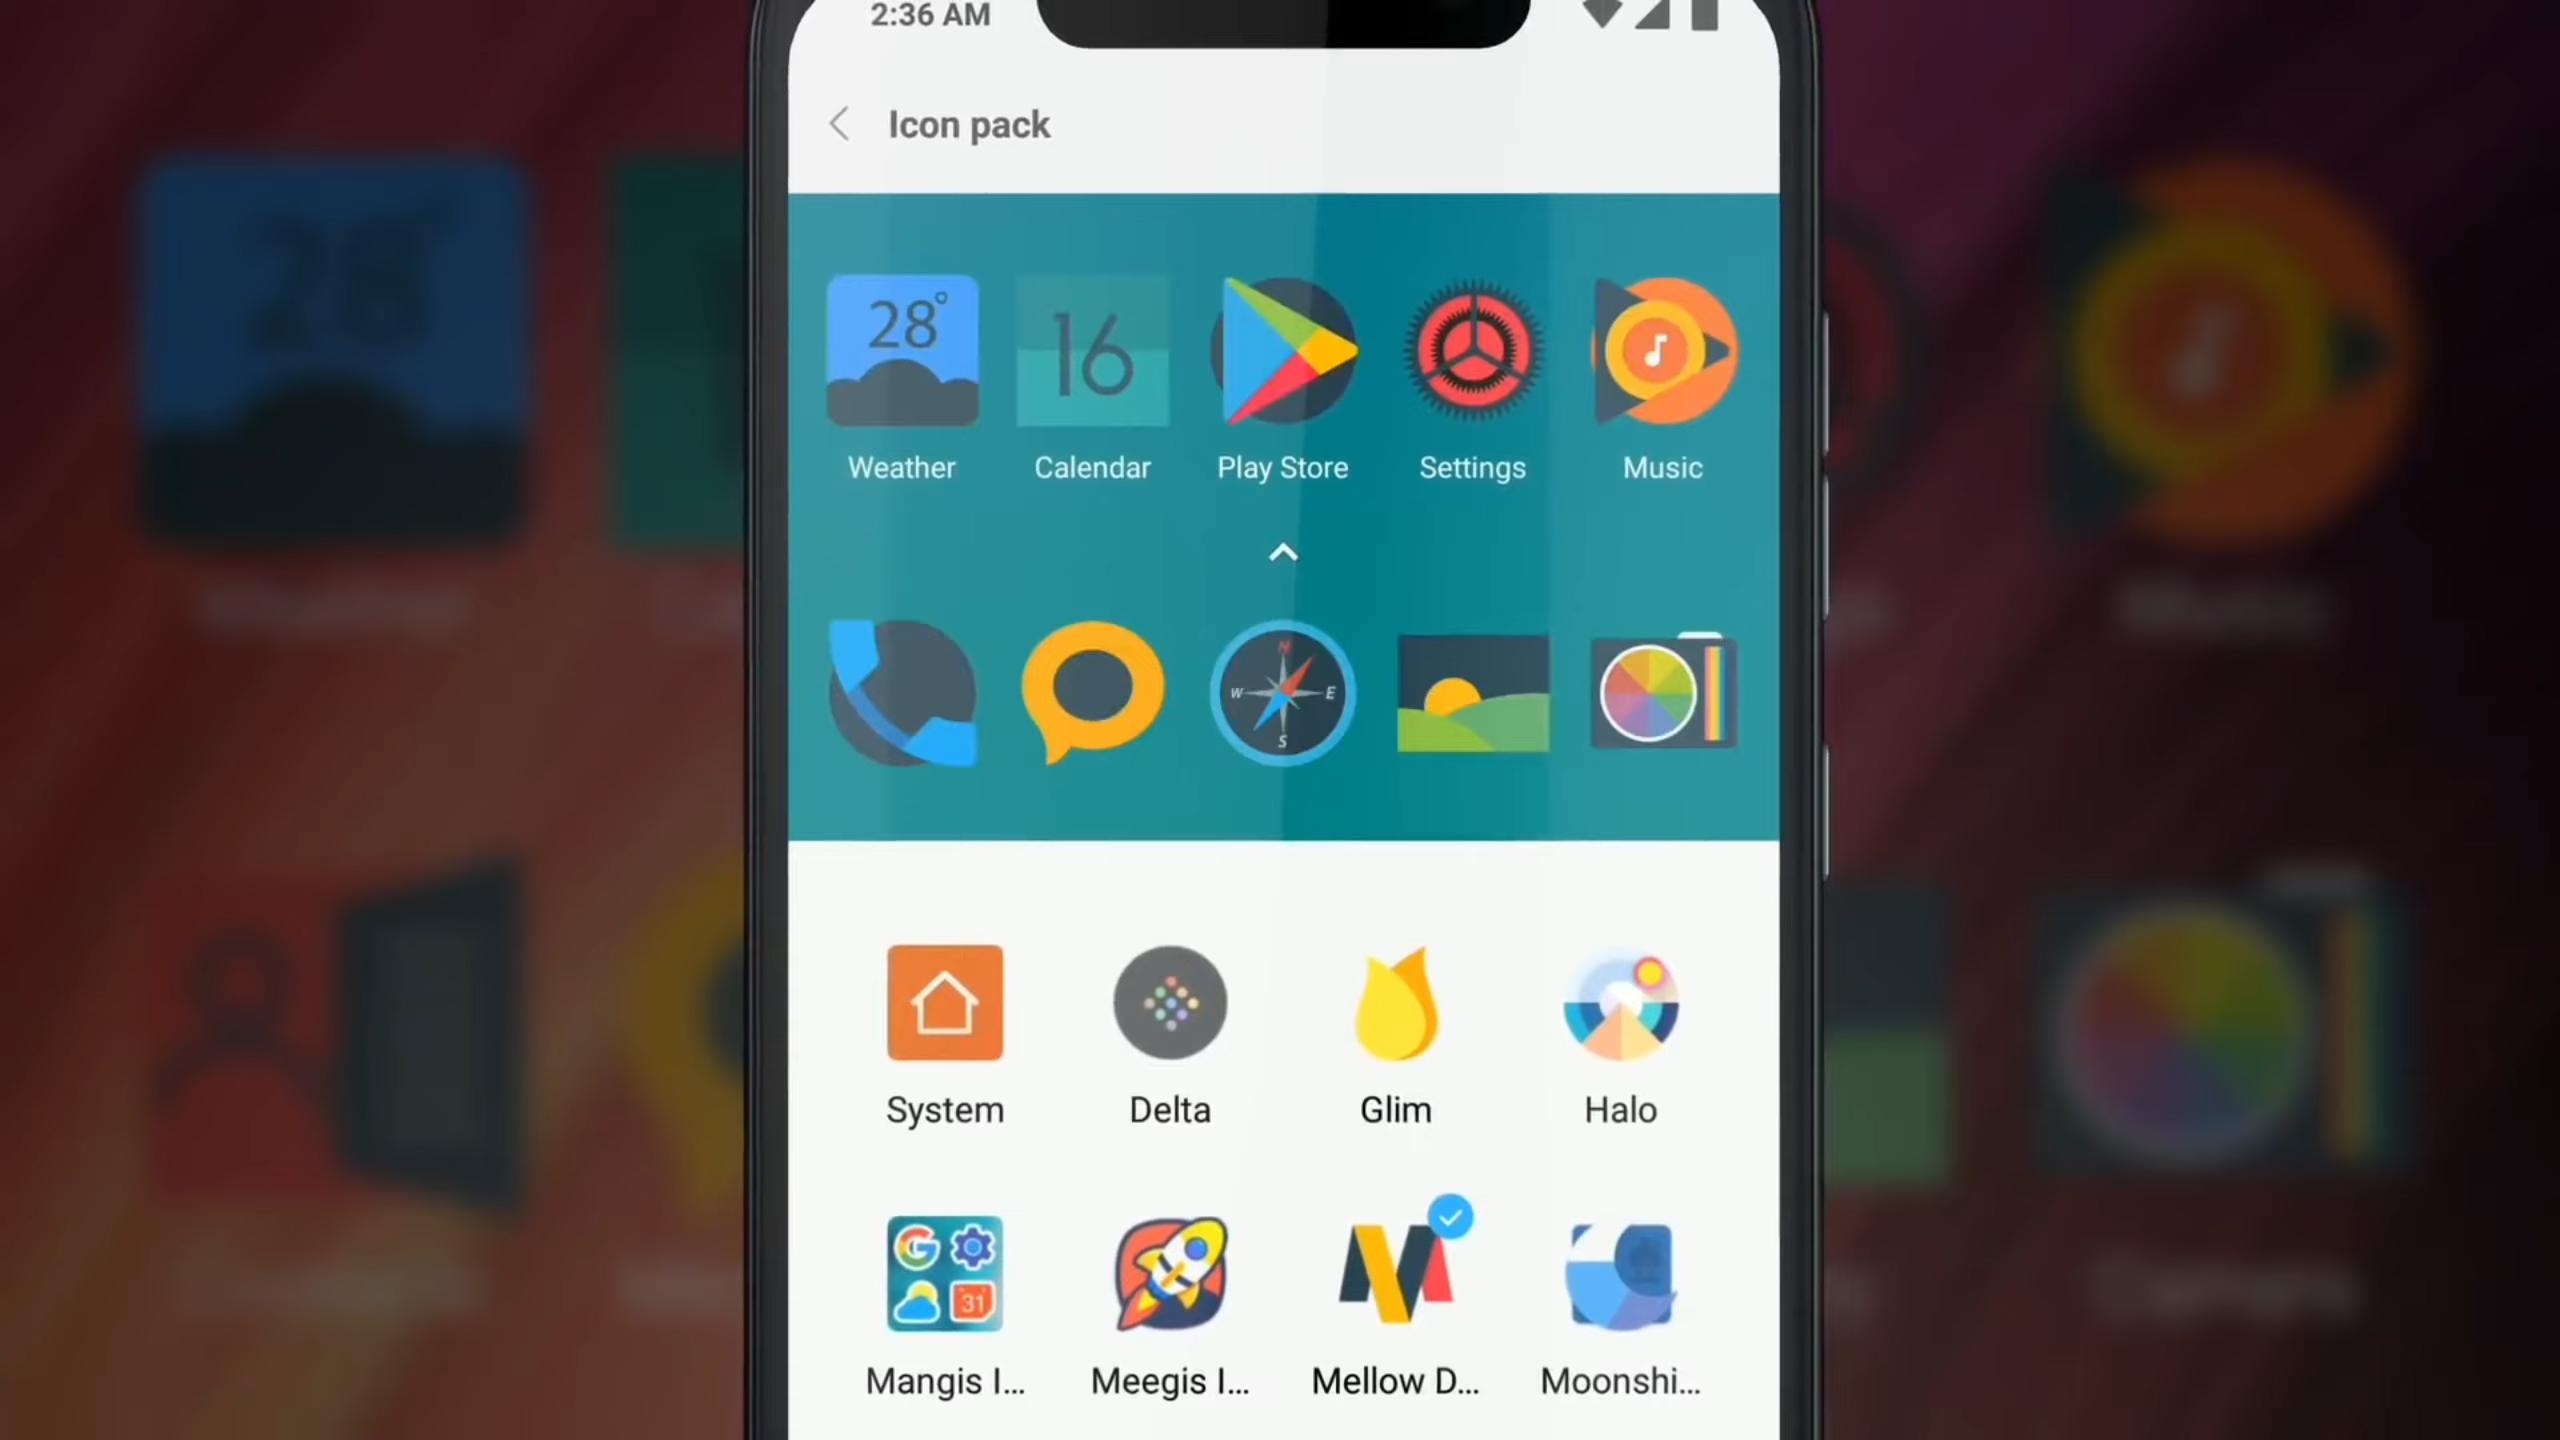 2:36 AM
Icon pack
28°
16
Weather
Calendar
Play Store
Settings
Music
N
W
E
S
System
Delta
Glim
Halo
G
31
Mangis I...
Meegis I...
Mellow D...
Moonshi...